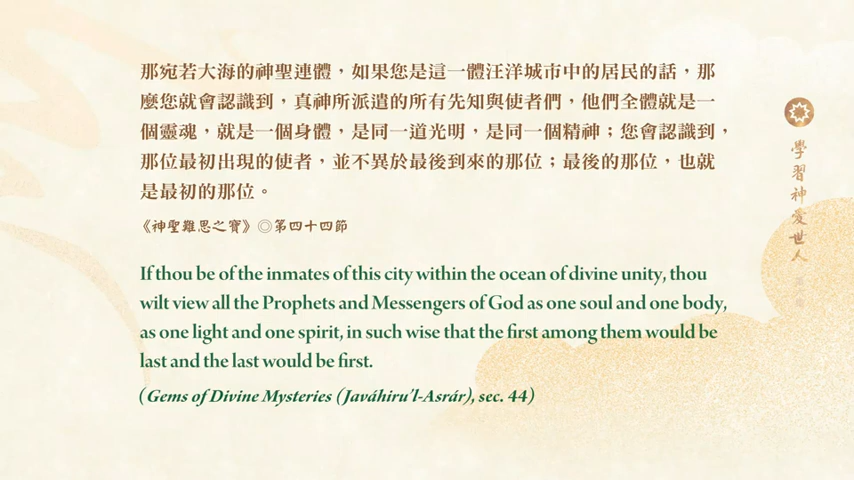 那宛若大海的神聖連體，如果您是這一體汪洋城市中的居民的話，那
麼您就會認識到，真神所派遣的所有先知與使者們，他們全體就是一
個靈魂，就是一個身體，是同一道光明，是同一個精神；您會認識到，
那位最初出現的使者，並不異於最後到來的那位；最後的那位，也就
是最初的那位。
《神聖難思之寶》◎第四十四節
If thou be of the inmates of this city within the ocean of divine unity, thou
wilt view all the Prophets and Messengers of God as one soul and one body,
as one light and one spirit, in such wise that the first among them would be
last and the last would be first.
(Gems of Divine Mysteries (Javáhiru’l-Asrár), sec. 44)
學習神愛世人